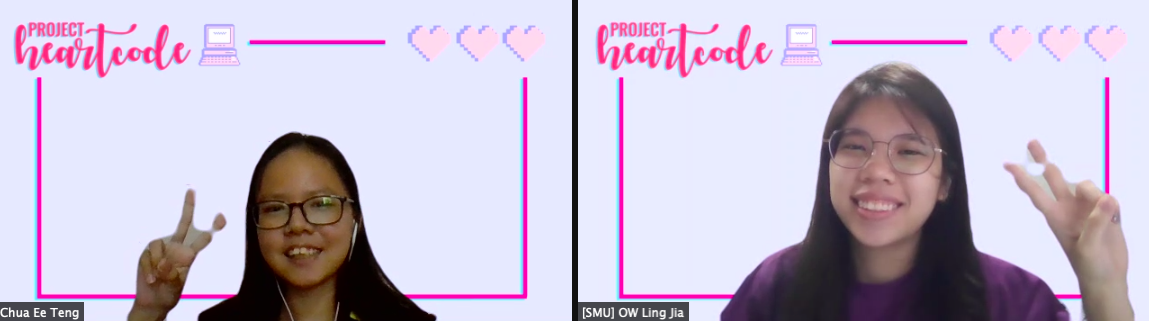 PROJECT
heartcode
PROJECT
heartcode
Chua Ee Teng
[SMU] OW Ling Jia